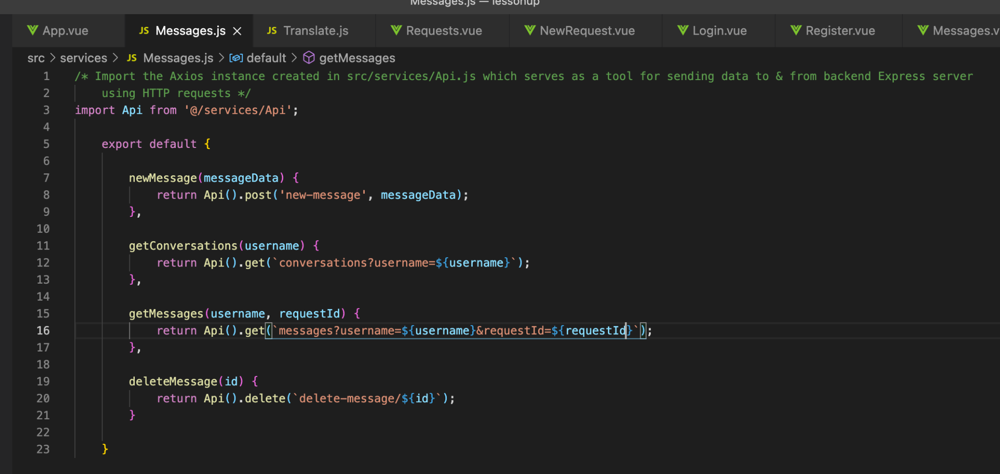 Messages.js — lessonup
App.vue JS Messages.js × JS Translate.js Requests.vue NewRequest.vue Login.vue Register.vue Messages.v
src > services > JS Messages.js > default > getMessages
1 /* Import the Axios instance created in src/services/Api.js which serves as a tool for sending data to & from backend Express server
2 using HTTP requests */
3 import Api from '@/services/Api';
4
5 export default {
6
7 newMessage(messageData) {
8 return Api().post('new-message', messageData);
9 },
10
11 getConversations(username) {
12 return Api().get(`conversations?username=${username}`);
13 },
14
15 getMessages(username, requestId) {
16 return Api().get(`messages?username=${username}&requestId=${requestId}`);
17 },
18
19 deleteMessage(id) {
20 return Api().delete(`delete-message/${id}`);
21 }
22
23 }